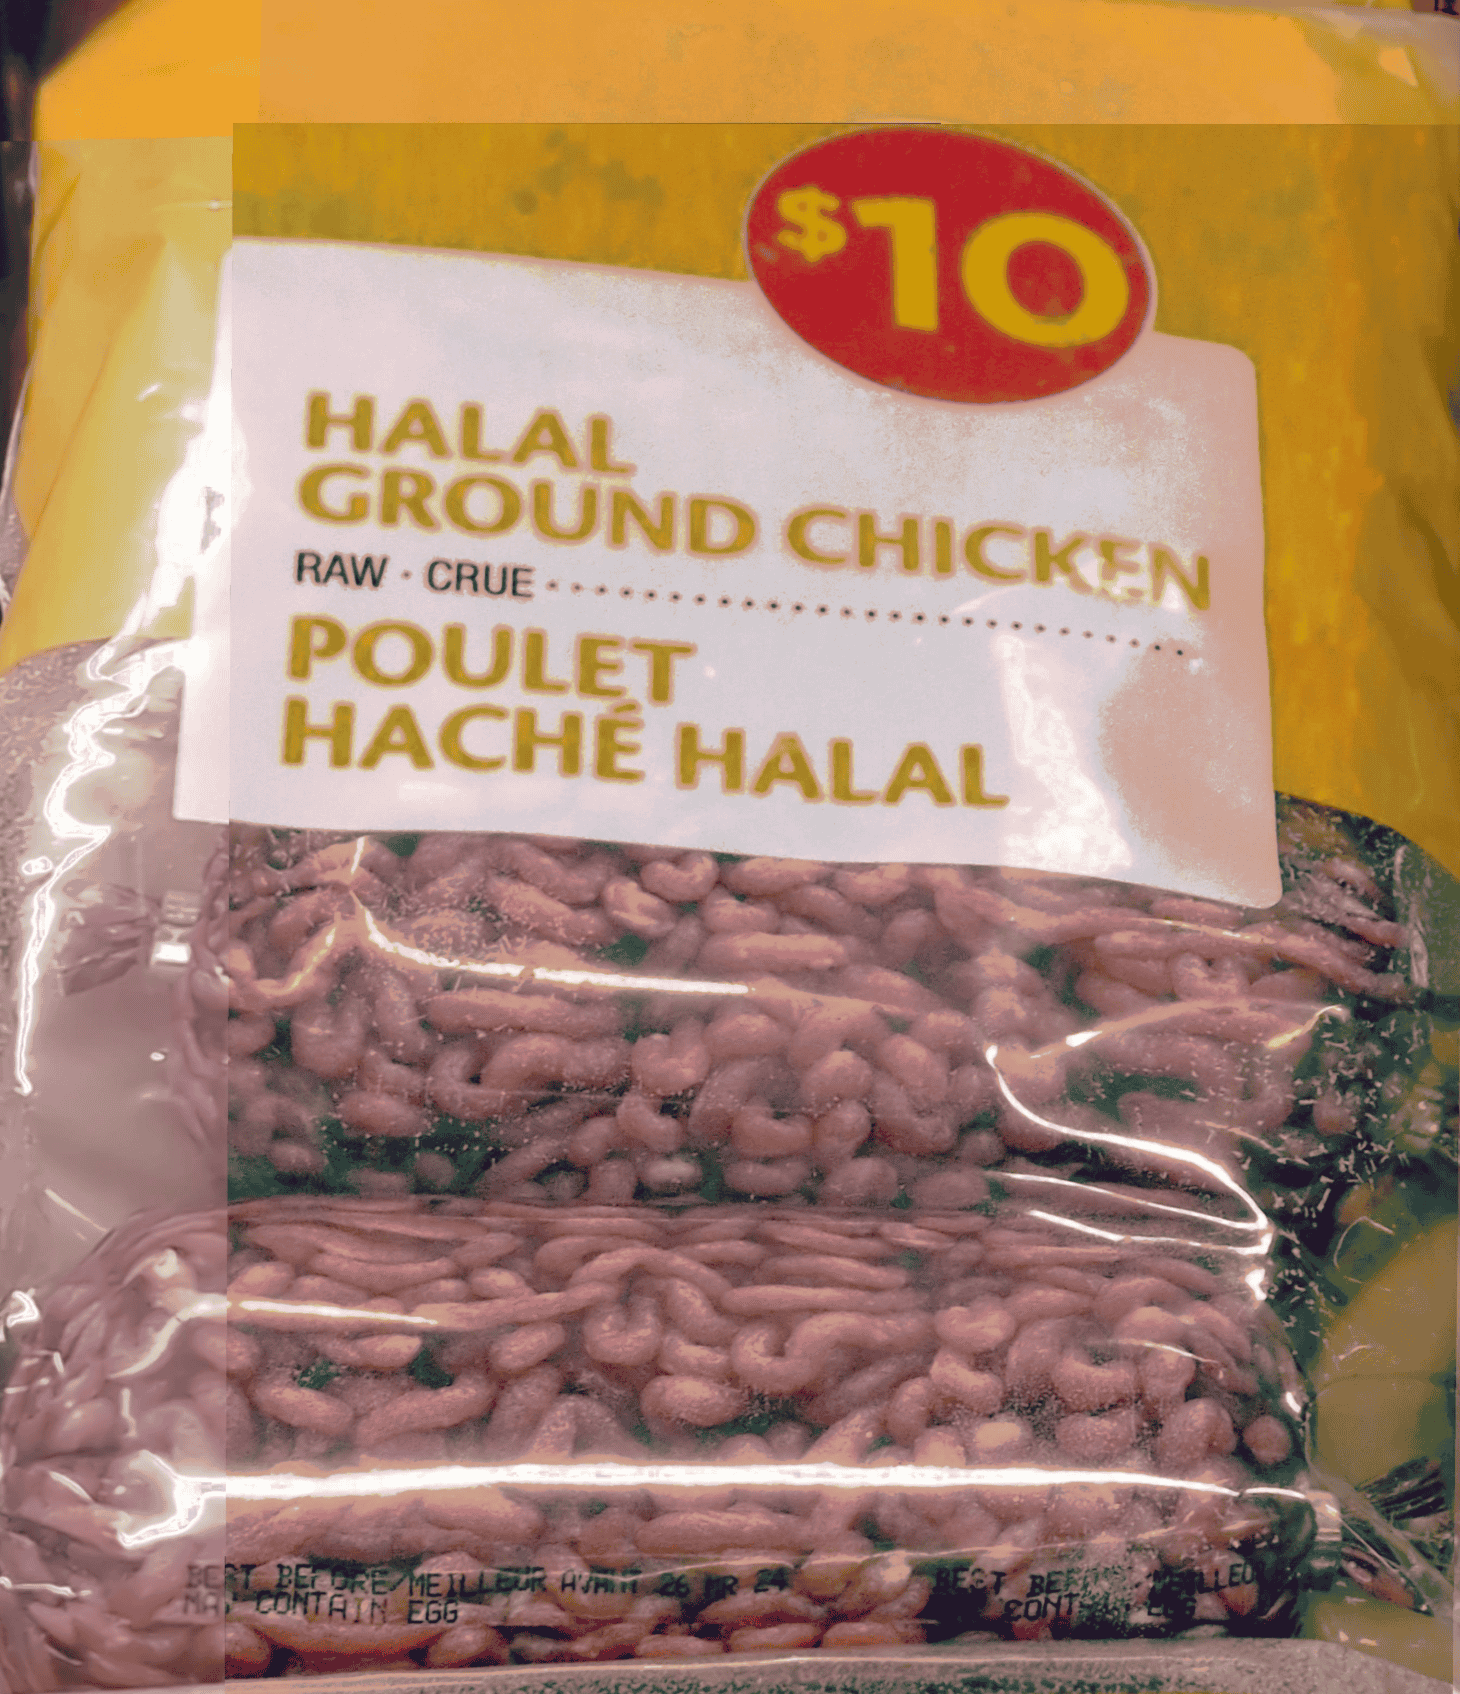 $10
HALAL
GROUND CHICKEN
RAW · CRUE
POULET
HACHÉ HALAL
BEST BEFORE/MEILLEUR AVANT 26 MR 24
CONTAIN EGG
BEST